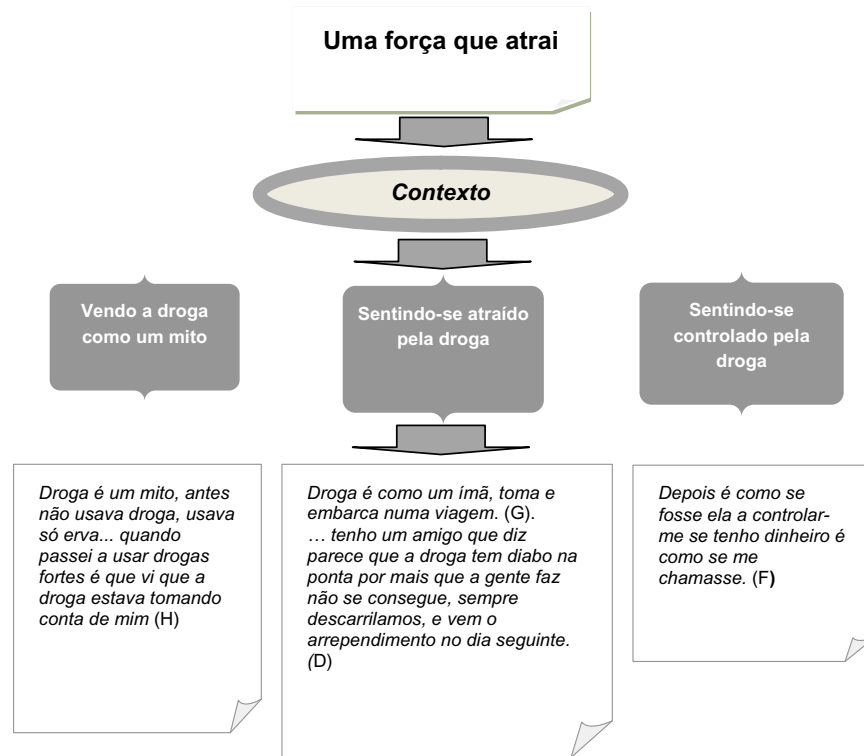 Uma força que atrai
Contexto
Vendo a droga
como um mito
Sentindo-se atraído
pela droga
Sentindo-se
controlado pela
droga
Droga é um mito, antes
não usava droga, usava
só erva... quando
passei a usar drogas
fortes é que vi que a
droga estava tomando
conta de mim (H)
Droga é como um ímã, toma e
embarca numa viagem. (G).
… tenho um amigo que diz
parece que a droga tem diabo na
ponta por mais que a gente faz
não se consegue, sempre
descarrilamos, e vem o
arrependimento no dia seguinte.
(D)
Depois é como se
fosse ela a controlar-
me se tenho dinheiro é
como se me
chamasse. (F)